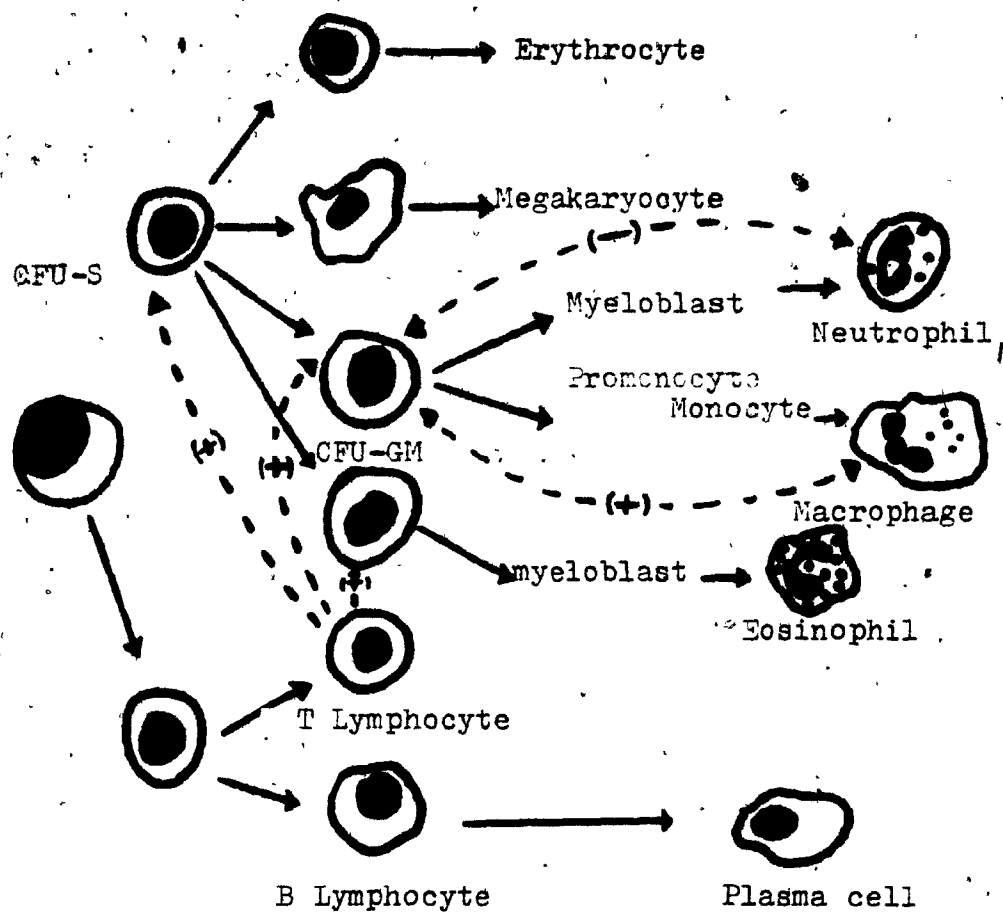 Erythrocyte
Megakaryocyte
(-)
CFU-S
Myeloblast
Neutrophil
Promonocyte
Monocyte
(+)
(+)
CFU-GM
(+)
Macrophage
myeloblast
(+)
Eosinophil
T Lymphocyte
B Lymphocyte
Plasma cell